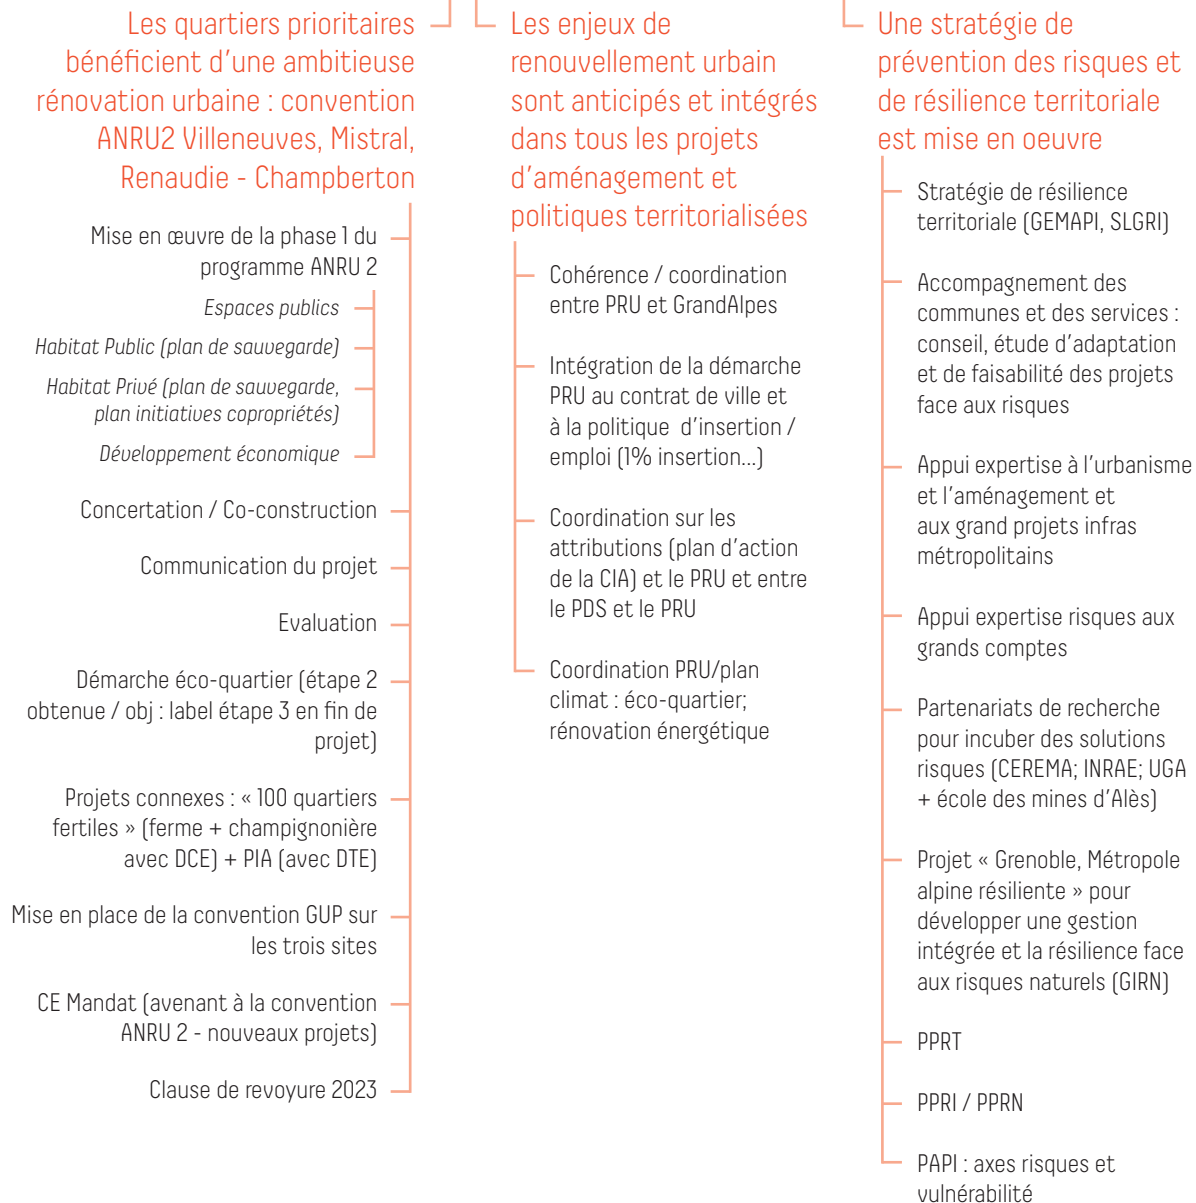 Les quartiers prioritaires
bénéficient d'une ambitieuse
rénovation urbaine : convention
ANRU2 Villeneuves, Mistral,
Renaudie - Champberton
Mise en œuvre de la phase 1 du
programme ANRU 2
Espaces publics
Habitat Public (plan de sauvegarde)
Habitat Privé (plan de sauvegarde,
plan initiatives copropriétés)
Développement économique
Concertation / Co-construction
Communication du projet
Evaluation
Démarche éco-quartier (étape 2
obtenue / obj : label étape 3 en fin de
projet)
Projets connexes : « 100 quartiers
fertiles » (ferme + champignonière
avec DCE) + PIA (avec DTE)
Mise en place de la convention GUP sur
les trois sites
CE Mandat (avenant à la convention
ANRU 2 - nouveaux projets)
Clause de revoyure 2023
Les enjeux de
renouvellement urbain
sont anticipés et intégrés
dans tous les projets
d'aménagement et
politiques territorialisées
Cohérence / coordination
entre PRU et GrandAlpes
Intégration de la démarche
PRU au contrat de ville et
à la politique d'insertion /
emploi (1% insertion...)
Coordination sur les
attributions (plan d'action
de la CIA) et le PRU et entre
le PDS et le PRU
Coordination PRU/plan
climat : éco-quartier;
rénovation énergétique
Une stratégie de
prévention des risques et
de résilience territoriale
est mise en oeuvre
Stratégie de résilience
territoriale (GEMAPI, SLGRI)
Accompagnement des
communes et des services :
conseil, étude d'adaptation
et de faisabilité des projets
face aux risques
Appui expertise à l'urbanisme
et l'aménagement et
aux grand projets infras
métropolitains
Appui expertise risques aux
grands comptes
Partenariats de recherche
pour incuber des solutions
risques (CEREMA; INRAE; UGA
+ école des mines d'Alès)
Projet « Grenoble, Métropole
alpine résiliente » pour
développer une gestion
intégrée et la résilience face
aux risques naturels (GIRN)
PPRT
PPRI / PPRN
PAPI : axes risques et
vulnérabilité